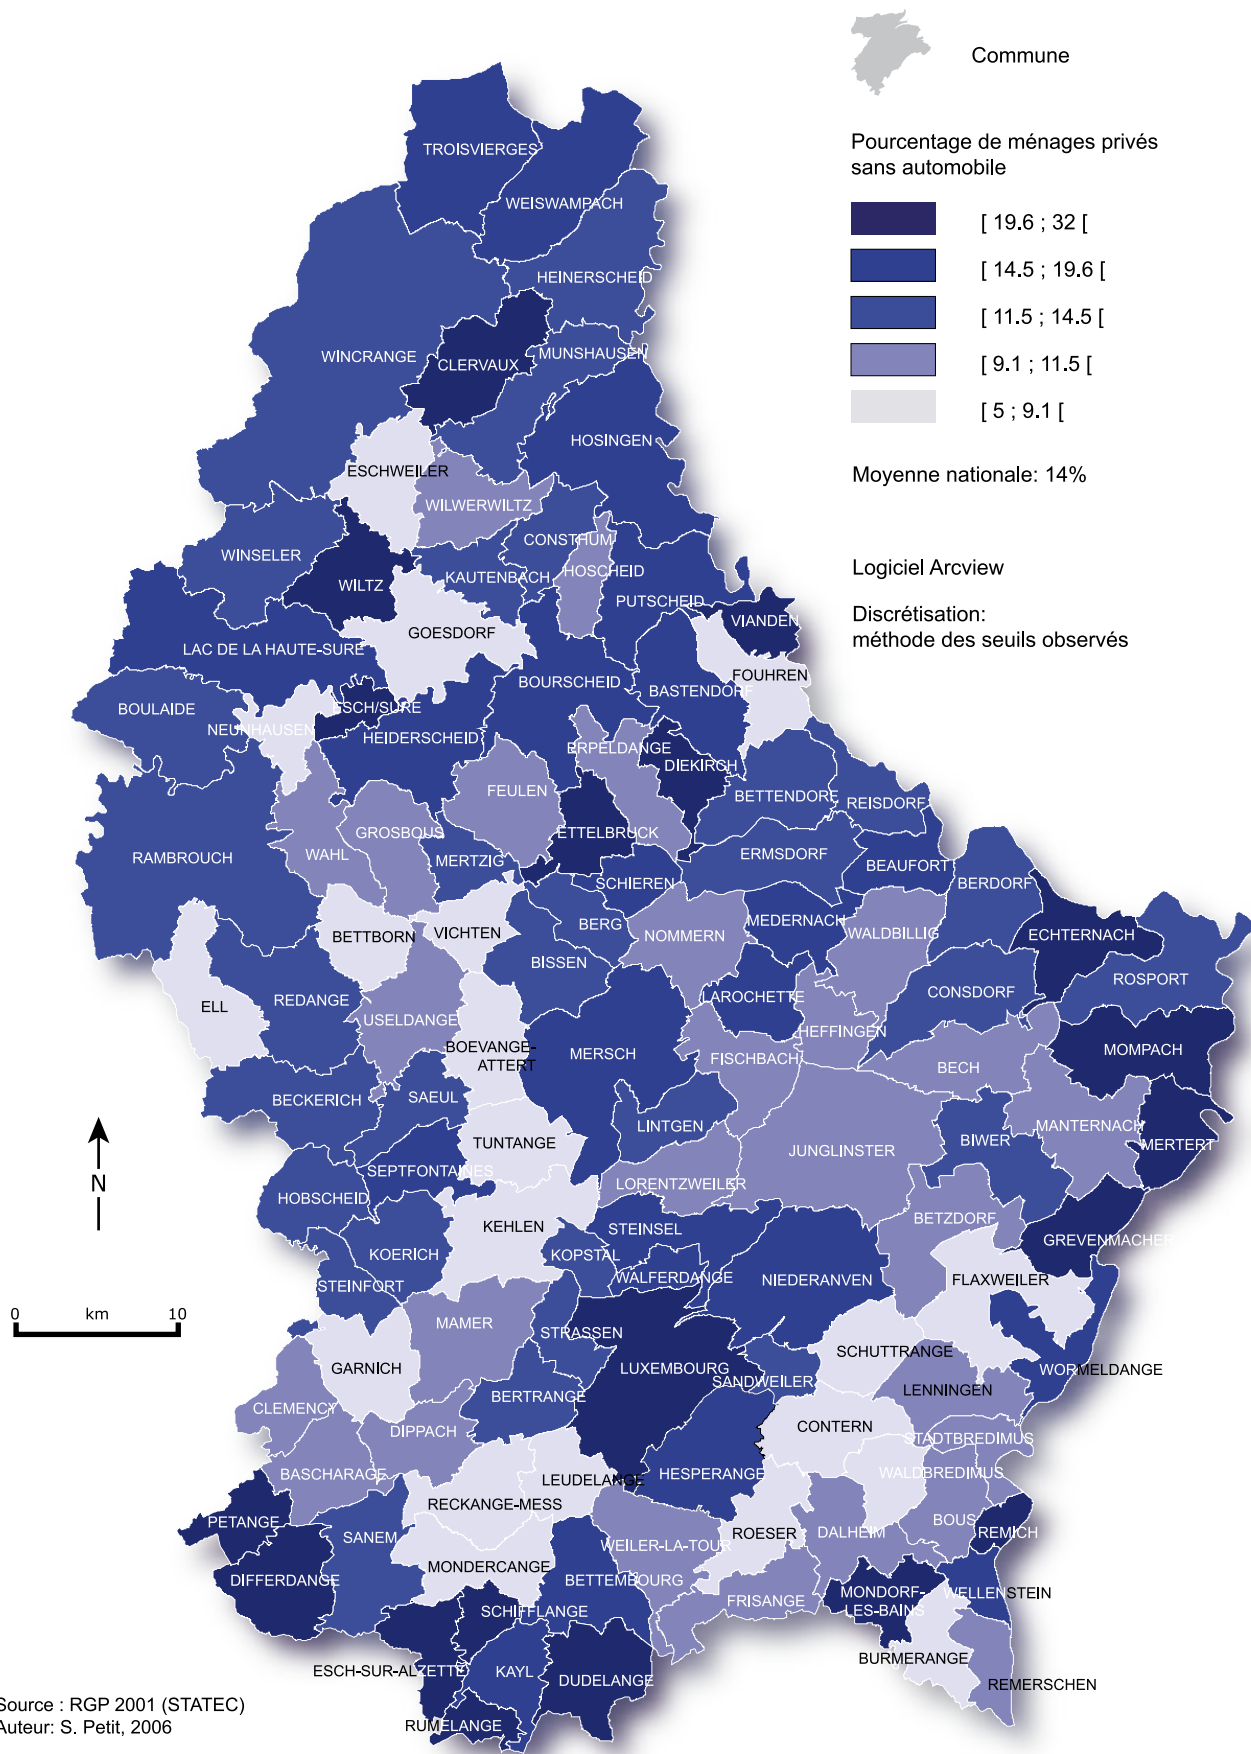 Commune
Pourcentage de ménages privés
sans automobile
[ 19.6 ; 32 [
[ 14.5 ; 19.6 [
[ 11.5 ; 14.5 [
[ 9.1 ; 11.5 [
[ 5 ; 9.1 [
Moyenne nationale: 14%
Logiciel Arcview
Discrétisation:
méthode des seuils observés
TROISVIERGES
WEISWAMPACH
HEINERSCHEID
WINCRANGE
CLERVAUX
MUNSHAUSEN
HOSINGEN
ESCHWEILER
WILWERWILTZ
WINSELER
CONSTHUM
WILTZ
KAUTENBACH
HOSCHEID
PUTSCHEID
VIANDEN
GOESDORF
LAC DE LA HAUTE-SURE
FOUHREN
BOURSCHEID
BASTENDORF
BOULAIDE
ESCH/SURE
NEUNHAUSEN
HEIDERSCHEID
ERPELDANGE
DIEKIRCH
FEULEN
BETTENDORF
REISDORF
GROSBOUS
ETTELBRUCK
RAMBROUCH
WAHL
MERTZIG
ERMSDORF
BEAUFORT
SCHIEREN
BERDORF
BETTBORN
VICHTEN
BERG
NOMMERN
MEDERNACH
WALDBILLIG
ECHTERNACH
BISSEN
ROSPORT
ELL
REDANGE
LAROCHETTE
CONSDORF
USELDANGE
HEFFINGEN
BOEVANGE-
ATTERT
MERSCH
FISCHBACH
BECH
MOMPACH
BECKERICH
SAEUL
LINTGEN
MANTERNACH
BIWER
MERTERT
TUNTANGE
JUNGLINSTER
SEPTFONTAINES
LORENTZWEILER
HOBSCHEID
KEHLEN
STEINSEL
BETZDORF
GREVENMACHER
KOERICH
KOPSTAL
WALFERDANGE
NIEDERANVEN
FLAXWEILER
STEINFORT
N
0 km 10
MAMER
STRASSEN
GARNICH
LUXEMBOURG
SCHUTTRANGE
WORMELDANGE
SANDWEILER
LENNINGEN
BERTRANGE
CLEMENCY
DIPPACH
CONTERN
STADTBREDIMUS
BASCHARAGE
LEUDELANGE
HESPERANGE
WALDBREDIMUS
RECKANGE-MESS
PETANGE
SANEM
ROESER
DALHEIM
BOUS
REMICH
WEILER-LA-TOUR
MONDERCANGE
DIFFERDANGE
BETTEMBOURG
FRISANGE
MONDORF-
LES-BAINS
WELLENSTEIN
SCHIFFLANGE
BURMERANGE
ESCH-SUR-ALZETTE
KAYL
DUDELANGE
REMERSCHEN
RUMELANGE
Source : RGP 2001 (STATEC)
Auteur: S. Petit, 2006